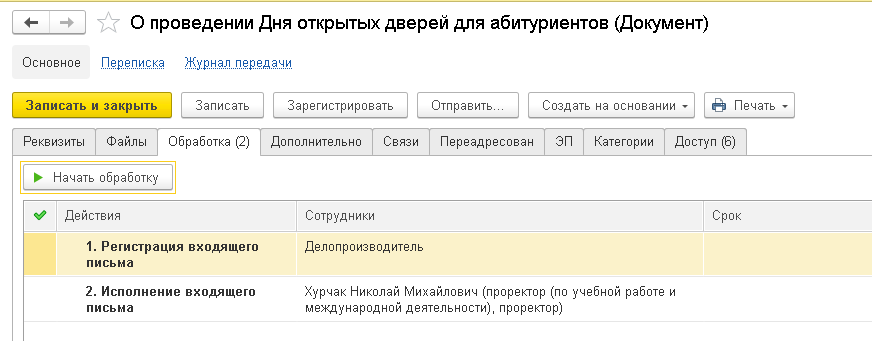 О проведении Дня открытых дверей для абитуриентов (Документ)
Основное Переписка Журнал передачи
Записать и закрыть Записать Зарегистрировать Отправить... Создать на основании Печать
Реквизиты Файлы Обработка (2) Дополнительно Связи Переадресован ЭП Категории Доступ (6)
Начать обработку
Действия Сотрудники Срок
1. Регистрация входящего Делопроизводитель
письма
2. Исполнение входящего Хурчак Николай Михайлович (проректор (по учебной работе и
письма международной деятельности), проректор)